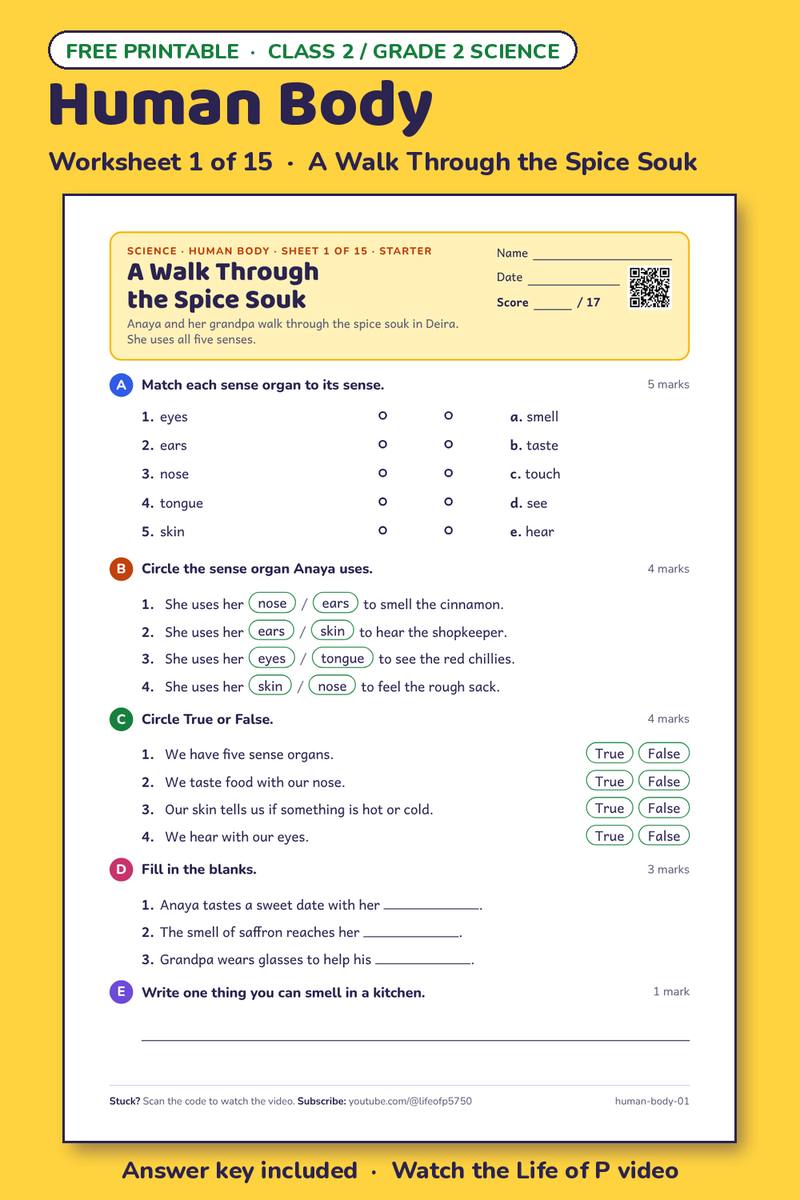 FREE PRINTABLE · CLASS 2 / GRADE 2 SCIENCE
Human Body
Worksheet 1 of 15 · A Walk Through the Spice Souk
SCIENCE · HUMAN BODY · SHEET 1 OF 15 · STARTER
A Walk Through
the Spice Souk
Anaya and her grandpa walk through the spice souk in Deira.
She uses all five senses.
Name ____________
Date ____________
Score ______ / 17
A Match each sense organ to its sense. 5 marks
1. eyes a. smell
2. ears b. taste
3. nose c. touch
4. tongue d. see
5. skin e. hear
B Circle the sense organ Anaya uses. 4 marks
1. She uses her nose / ears to smell the cinnamon.
2. She uses her ears / skin to hear the shopkeeper.
3. She uses her eyes / tongue to see the red chillies.
4. She uses her skin / nose to feel the rough sack.
C Circle True or False. 4 marks
1. We have five sense organs. True False
2. We taste food with our nose. True False
3. Our skin tells us if something is hot or cold. True False
4. We hear with our eyes. True False
D Fill in the blanks. 3 marks
1. Anaya tastes a sweet date with her ____________.
2. The smell of saffron reaches her ____________.
3. Grandpa wears glasses to help his ____________.
E Write one thing you can smell in a kitchen. 1 mark
Stuck? Scan the code to watch the video. Subscribe: youtube.com/@lifeofp5750 human-body-01
Answer key included · Watch the Life of P video